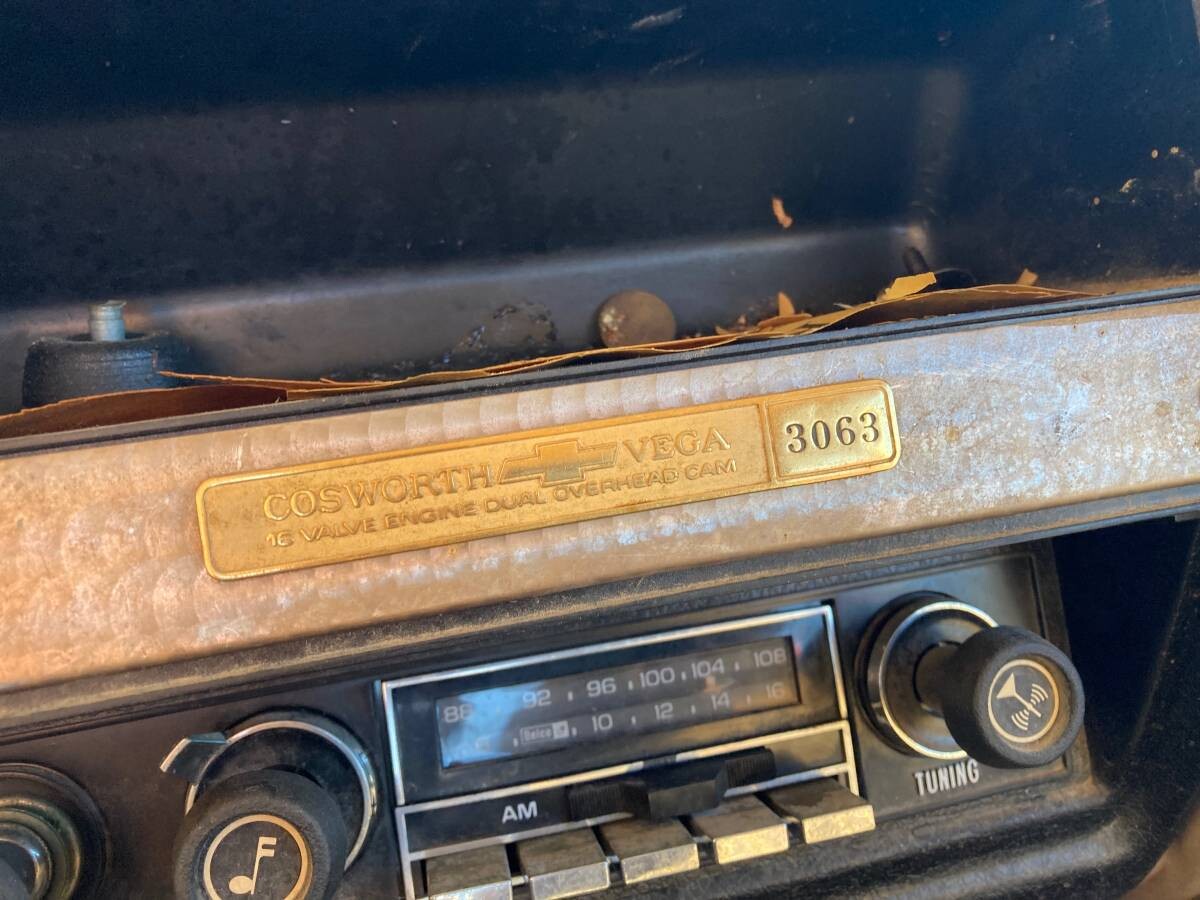 COSWORTH VEGA
16 VALVE ENGINE DUAL OVERHEAD CAM
3063
88 92 96 100 104 108
Delco 10 12 14 16
AM
TUNING
F